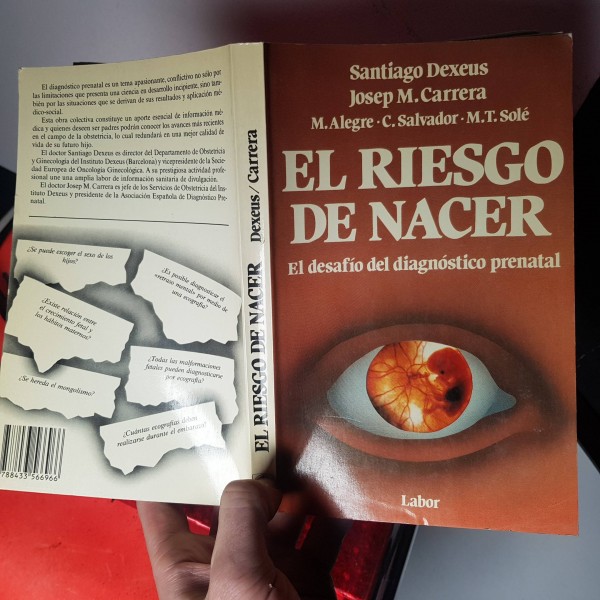 El diagnóstico prenatal es un tema apasionante, conflictivo no sólo por
las limitaciones que presenta una ciencia en desarrollo incipiente, sino tam-
bién por las situaciones que se derivan de sus resultados y aplicación mé-
dico-social.
Esta obra colectiva constituye un aporte esencial de información mé-
dica y quienes deseen ser padres podrán conocer los avances más recientes
en el campo de la obstetricia, lo cual redundará en una mejor calidad de
vida de su futuro hijo.
El doctor Santiago Dexeus es director del Departamento de Obstetricia
y Ginecología del Instituto Dexeus (Barcelona) y vicepresidente de la Socie-
dad Europea de Oncología Ginecológica. A su prestigiosa actividad profe-
sional une una amplia labor de información sanitaria de divulgación.
El doctor Josep M. Carrera es jefe de los Servicios de Obstetricia del Ins-
tituto Dexeus y presidente de la Asociación Española de Diagnóstico Pre-
natal.
¿Se puede escoger el sexo de los
hijos?
¿Es posible diagnosticar el
«retraso mental» por medio de
una ecografía?
¿Existe relación entre
el crecimiento fetal y
los hábitos maternos?
¿Todas las malformaciones
fetales pueden diagnosticarse
por ecografía?
¿Se hereda el mongolismo?
¿Cuántas ecografías deben
realizarse durante el embarazo?
788433 566966
EL RIESGO DE NACER Dexeus / Carrera
Santiago Dexeus
Josep M. Carrera
M. Alegre · C. Salvador · M.T. Solé
EL RIESGO
DE NACER
El desafío del diagnóstico prenatal
Labor